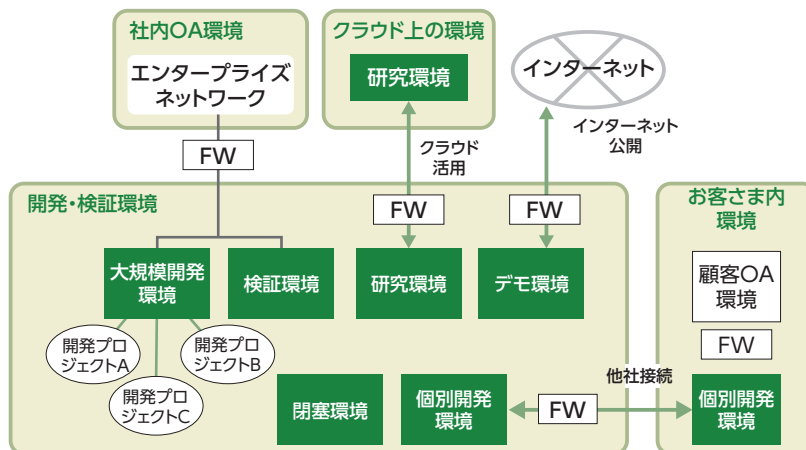 社内OA環境
エンタープライズ
ネットワーク
クラウド上の環境
研究環境
インターネット
FW
クラウド
活用
インターネット
公開
開発・検証環境
FW
FW
お客さま内
環境
大規模開発
環境
検証環境
研究環境
デモ環境
顧客OA
環境
FW
開発プロ
ジェクトA
開発プロ
ジェクトB
開発プロ
ジェクトC
閉塞環境
個別開発
環境
FW
他社接続
個別開発
環境